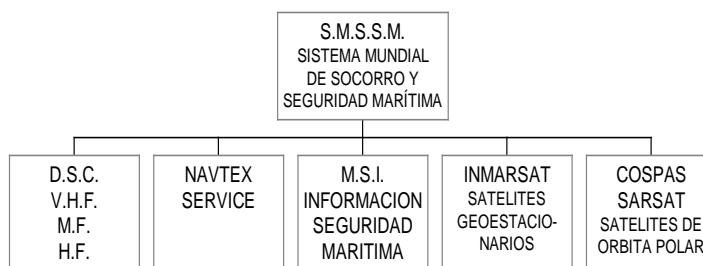 S.M.S.S.M.
SISTEMA MUNDIAL
DE SOCORRO Y
SEGURIDAD MARÍTIMA
D.S.C.
V.H.F.
M.F.
H.F.
NAVTEX
SERVICE
M.S.I.
INFORMACION
SEGURIDAD
MARITIMA
INMARSAT
SATELITES
GEOESTACIO-
NARIOS
COSPAS
SARSAT
SATELITES DE
ORBITA POLAR